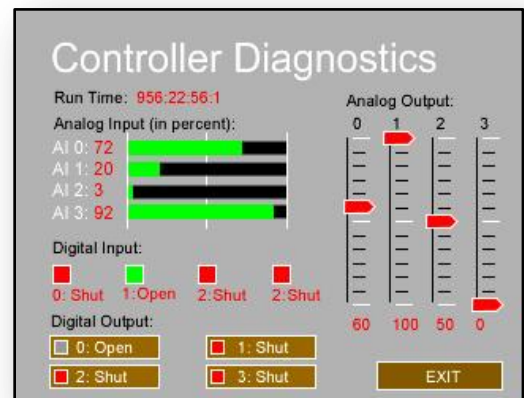 Controller Diagnostics
Run Time: 956:22:56:1
Analog Input (in percent):
AI 0: 72
AI 1: 20
AI 2: 3
AI 3: 92
Digital Input:
0: Shut 1:Open 2:Shut 2:Shut
Digital Output:
0: Open 1: Shut
2: Shut 3: Shut
Analog Output:
0 1 2 3
60 100 50 0
EXIT